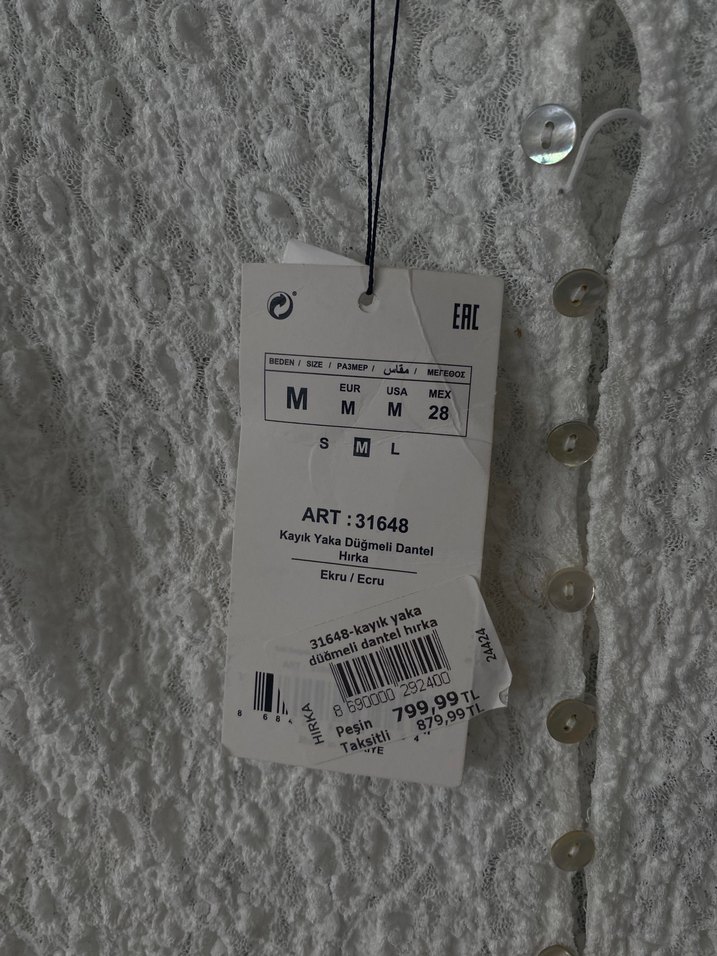 EAC
BEDEN / SIZE / РАЗМЕР / مقاس / ΜΕΓΕΘΟΣ
M EUR M USA M MEX 28
S M L
ART : 31648
Kayık Yaka Düğmeli Dantel
Hırka
Ekru / Ecru
31648-kayık yaka
düğmeli dantel hırka
24424
HIRKA
8 690000 292400
Peşin 799,99 TL
Taksitli 879,99 TL